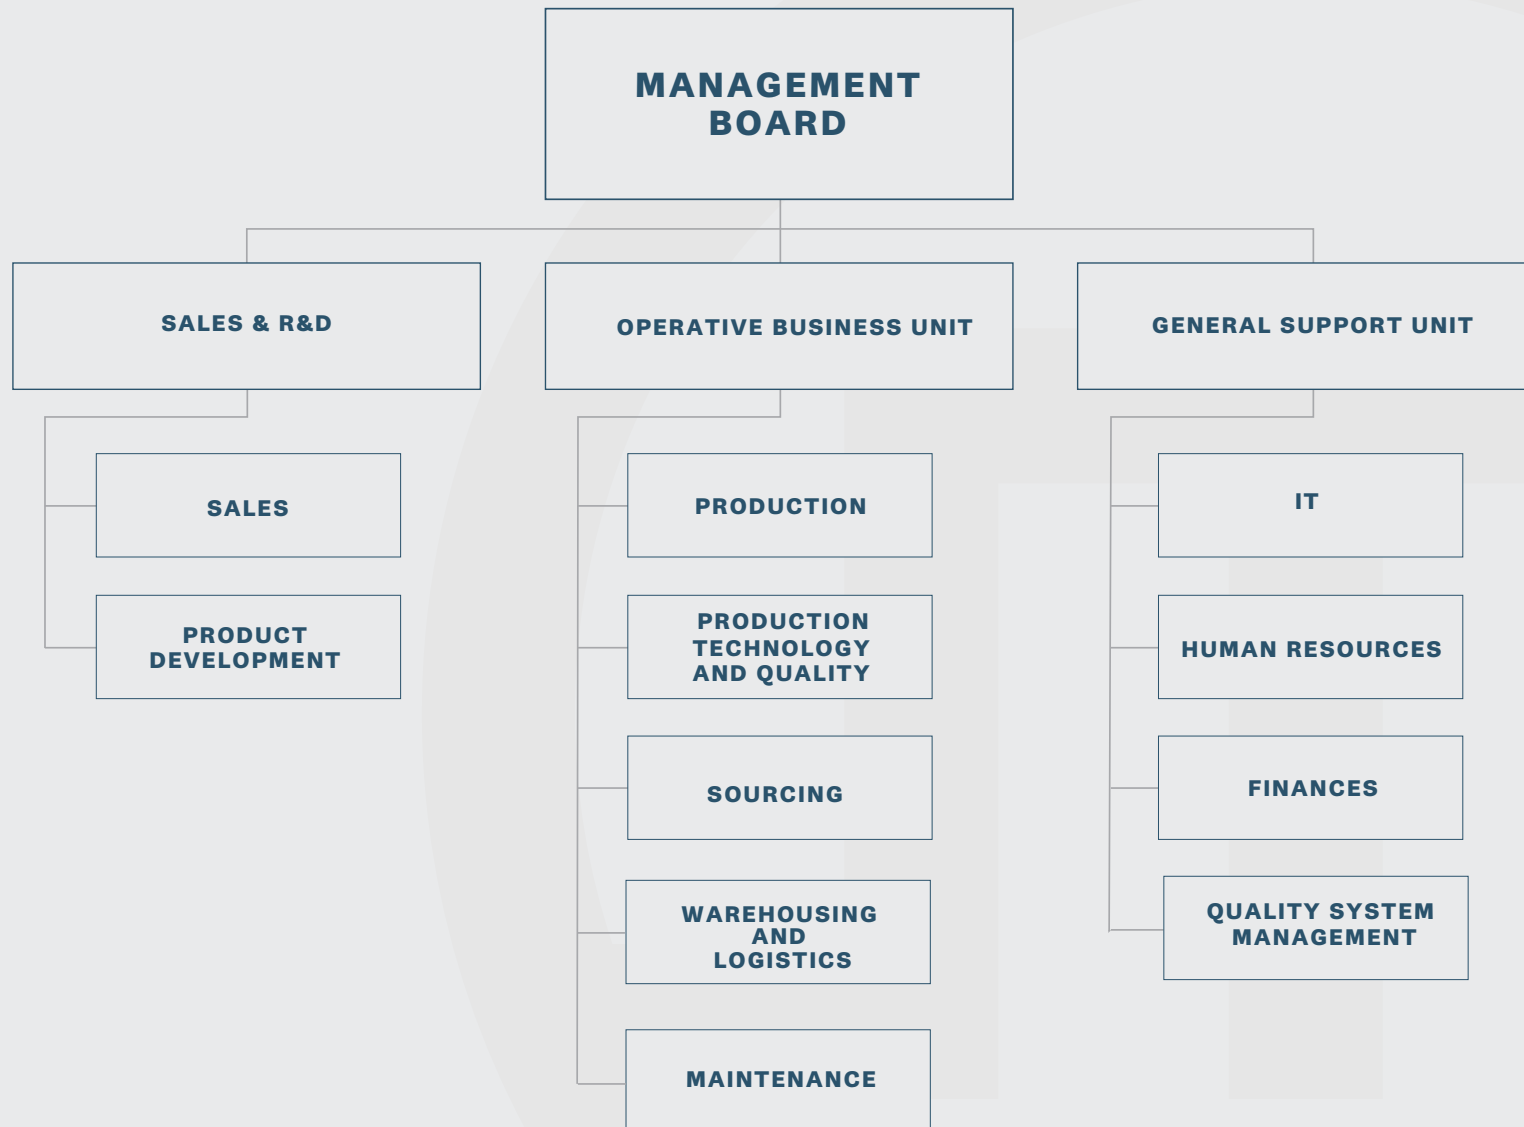 MANAGEMENT
BOARD
SALES & R&D
OPERATIVE BUSINESS UNIT
GENERAL SUPPORT UNIT
SALES
PRODUCT
DEVELOPMENT
PRODUCTION
PRODUCTION
TECHNOLOGY
AND QUALITY
SOURCING
WAREHOUSING
AND
LOGISTICS
MAINTENANCE
IT
HUMAN RESOURCES
FINANCES
QUALITY SYSTEM
MANAGEMENT